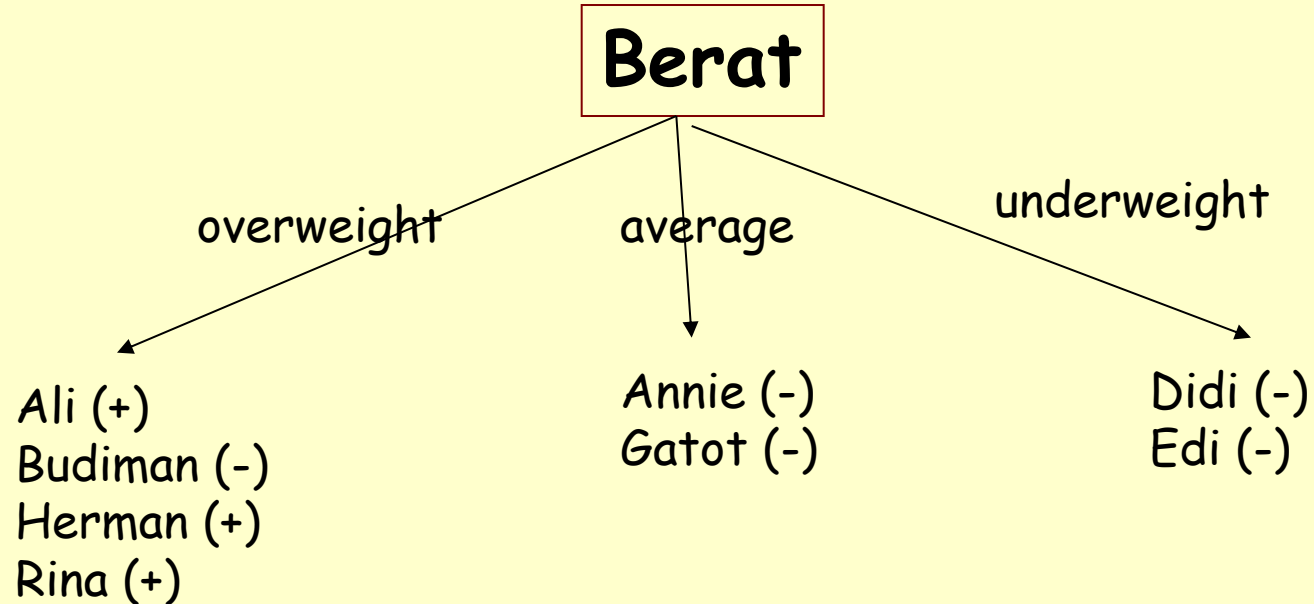 Berat
overweight
average
underweight
Ali (+)
Budiman (-)
Herman (+)
Rina (+)
Annie (-)
Gatot (-)
Didi (-)
Edi (-)